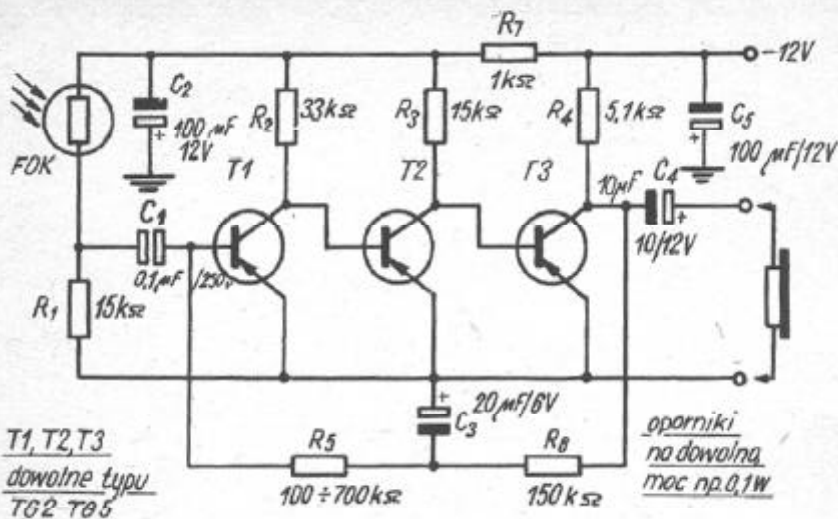 R7
1kΩ
-12V
C2
100 μF
12V
+
R2
33kΩ
R3
15kΩ
R4
5,1kΩ
C5
+
100 μF/12V
FOK
T1
T2
T3
10μF
C4
+
10/12V
C1
0,1μF /250v
R1
15kΩ
+
20μF/6V
C3
T1, T2, T3
dowolne typu
TG2 TG5
R5
100÷700kΩ
R6
150kΩ
oporniki
na dowolną
moc np. 0,1W